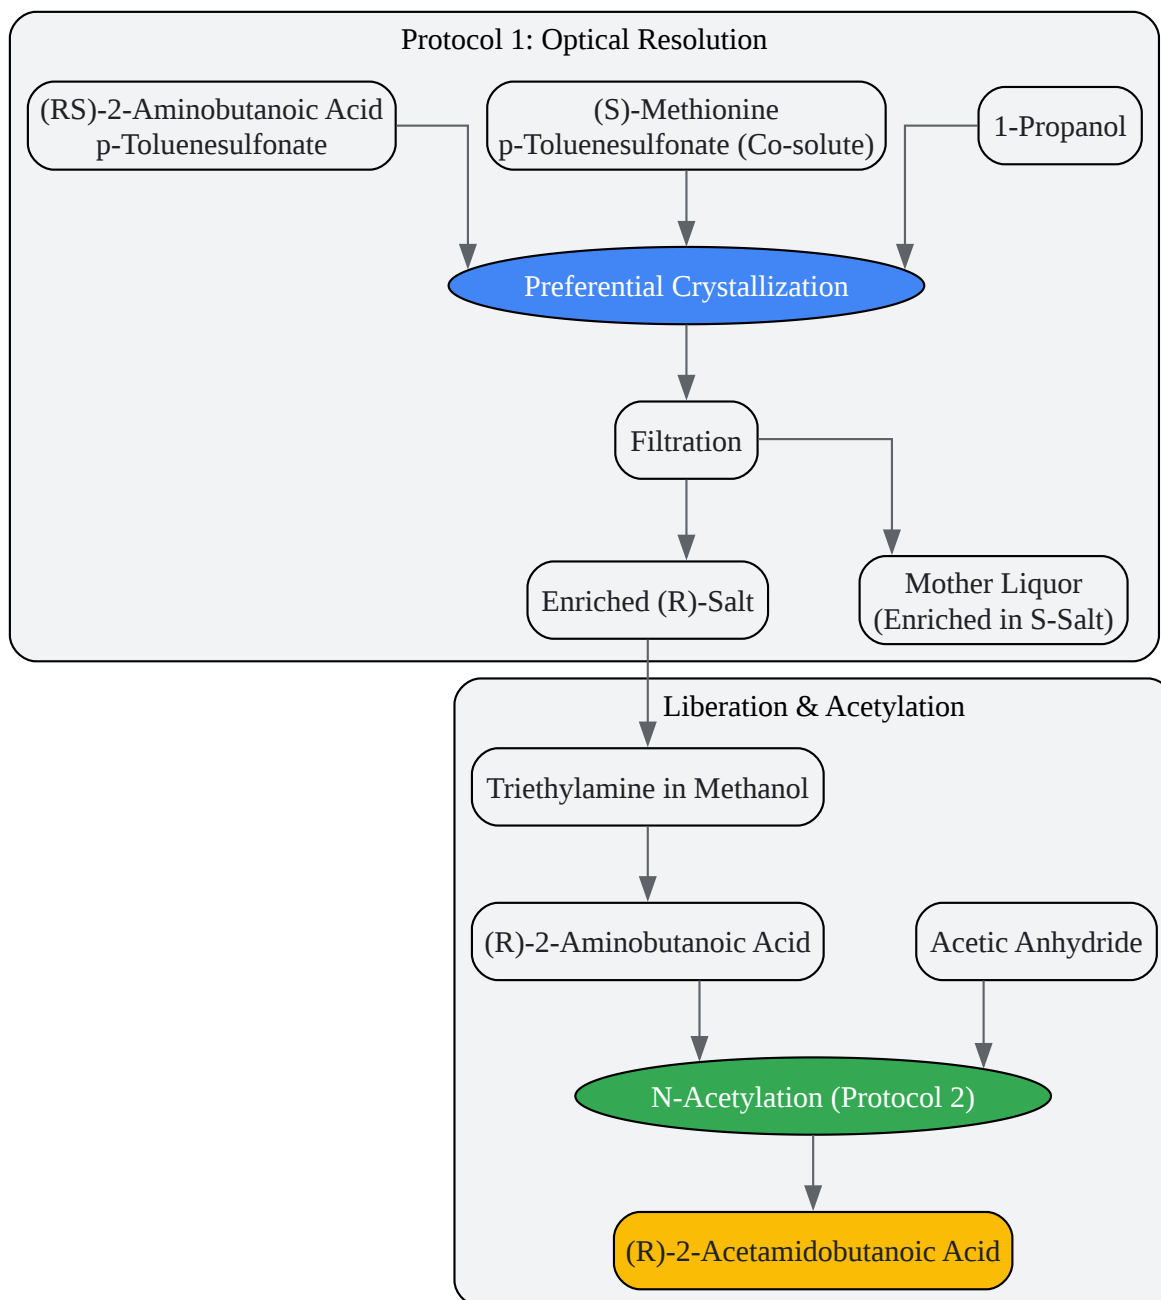 Protocol 1: Optical Resolution
(RS)-2-Aminobutanoic Acid
p-Toluenesulfonate
(S)-Methionine
p-Toluenesulfonate (Co-solute)
1-Propanol
Preferential Crystallization
Filtration
Enriched (R)-Salt
Mother Liquor
(Enriched in S-Salt)
Liberation & Acetylation
Triethylamine in Methanol
(R)-2-Aminobutanoic Acid
Acetic Anhydride
N-Acetylation (Protocol 2)
(R)-2-Acetamidobutanoic Acid